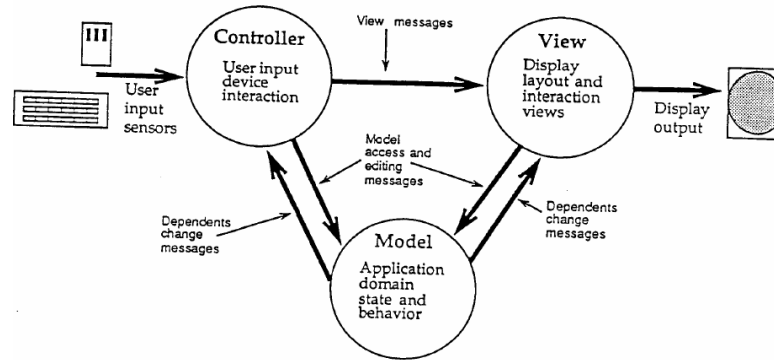 View messages
Controller
User input
device
interaction
View
Display
layout and
interaction
views
User
input
sensors
Display
output
Model
access and
editing
messages
Dependents
change
messages
Dependents
change
messages
Model
Application
domain
state and
behavior